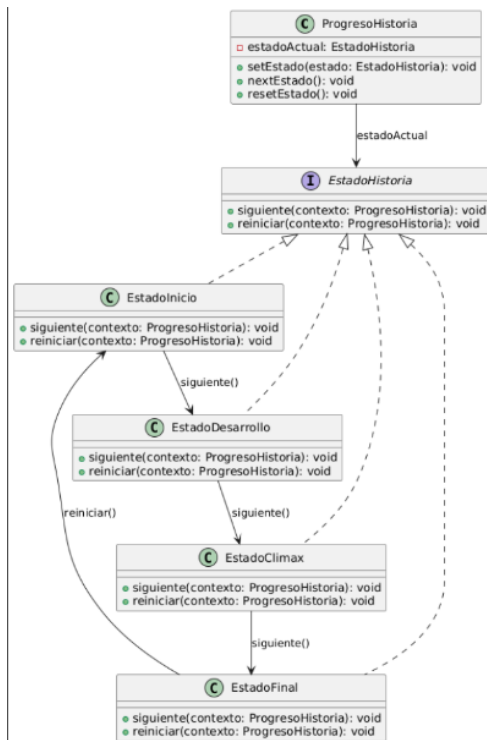 C ProgresoHistoria
estadoActual: EstadoHistoria
setEstado(estado: EstadoHistoria): void
nextEstado(): void
resetEstado(): void
estadoActual
I EstadoHistoria
siguiente(contexto: ProgresoHistoria): void
reiniciar(contexto: ProgresoHistoria): void
C EstadoInicio
siguiente(contexto: ProgresoHistoria): void
reiniciar(contexto: ProgresoHistoria): void
siguiente()
C EstadoDesarrollo
siguiente(contexto: ProgresoHistoria): void
reiniciar(contexto: ProgresoHistoria): void
reiniciar()
siguiente()
C EstadoClimax
siguiente(contexto: ProgresoHistoria): void
reiniciar(contexto: ProgresoHistoria): void
siguiente()
C EstadoFinal
siguiente(contexto: ProgresoHistoria): void
reiniciar(contexto: ProgresoHistoria): void